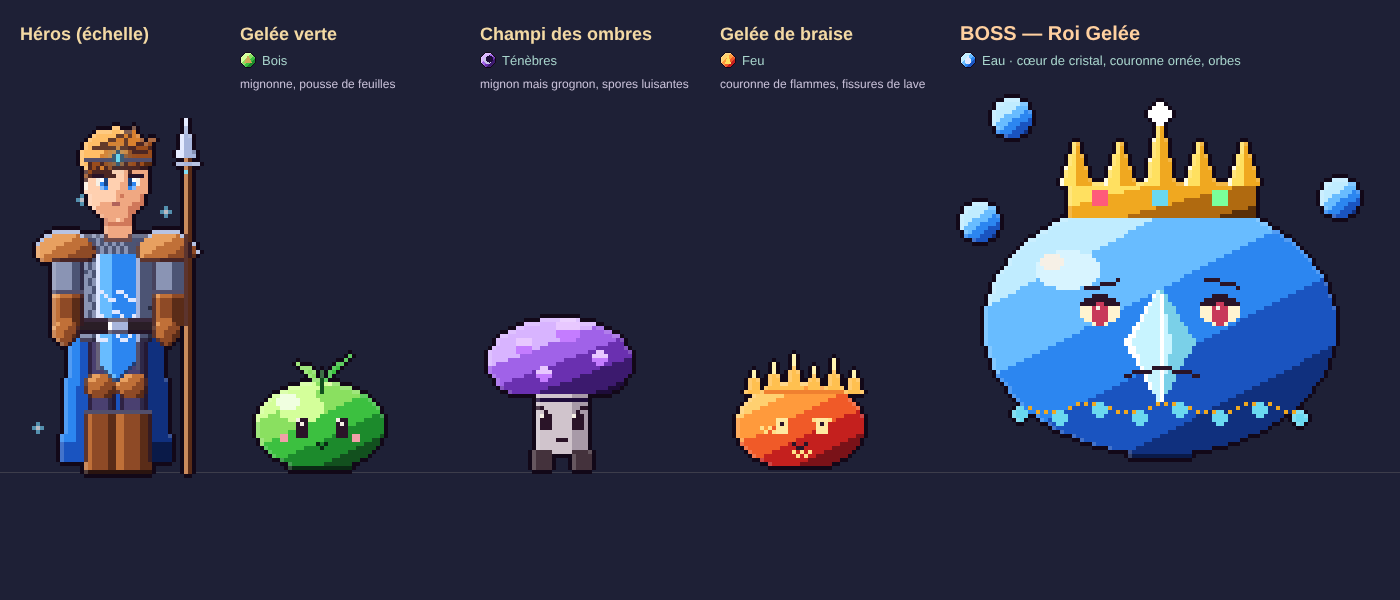 Héros (échelle)
Gelée verte
Bois
mignonne, pousse de feuilles
Champi des ombres
Ténèbres
mignon mais grognon, spores luisantes
Gelée de braise
Feu
couronne de flammes, fissures de lave
BOSS — Roi Gelée
Eau · cœur de cristal, couronne ornée, orbes